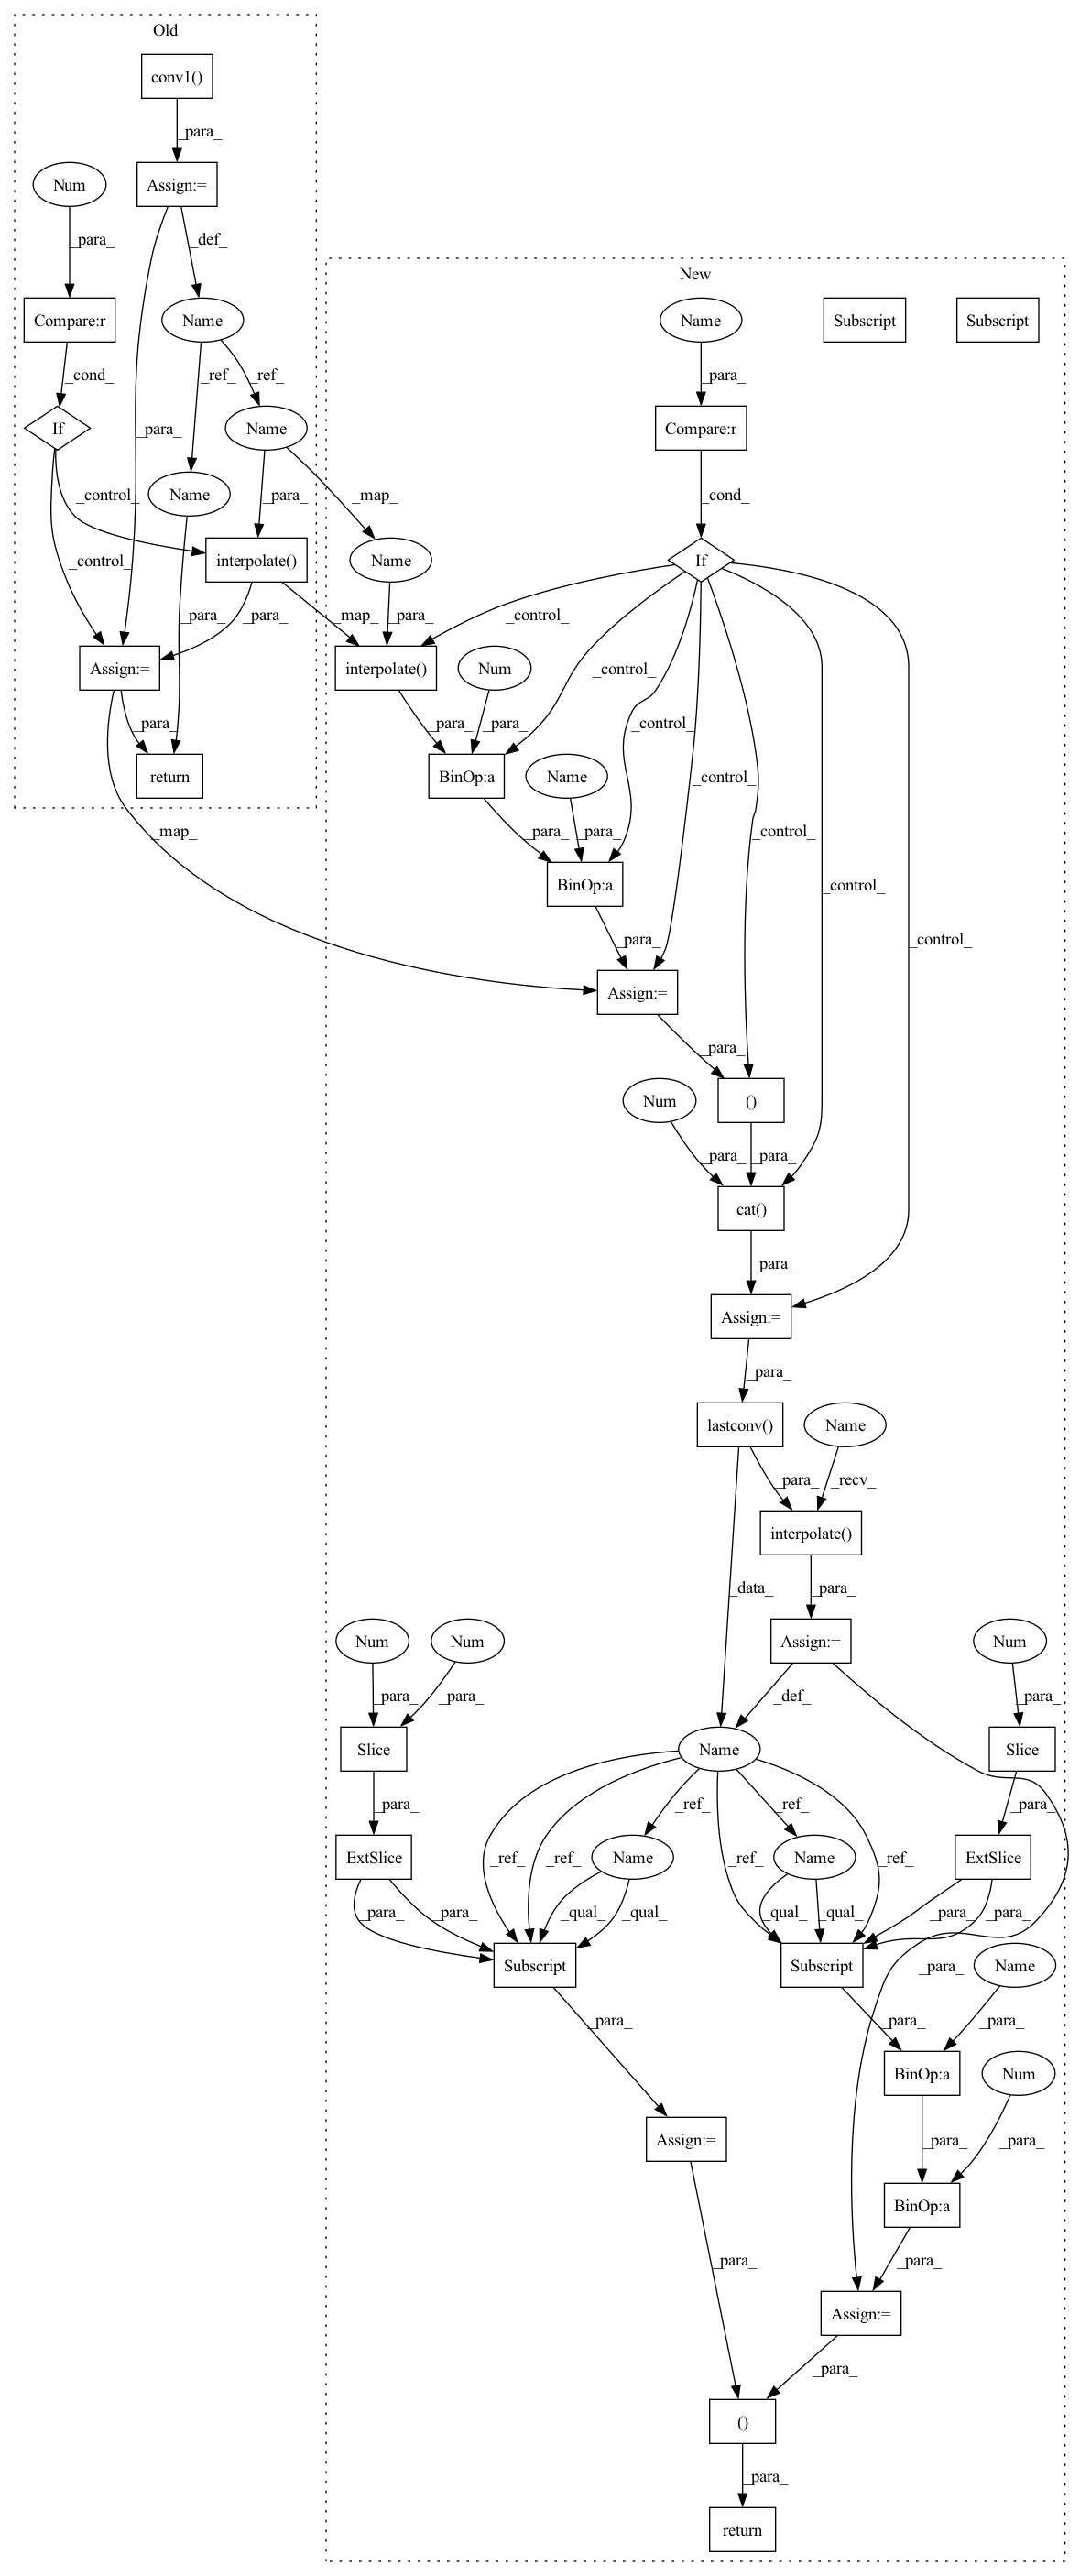 Old
conv1()
_para_
Num
Assign:=
_para_
_def_
New
Compare:r
Name
Name
Subscript
Subscript
_cond_
_ref_
_ref_
_para_
If
_para_
Name
Compare:r
_control_
Name
_map_
_cond_
_para_
_control_
interpolate()
Name
If
_para_
_para_
_map_
_para_
_control_
Assign:=
interpolate()
Num
_control_
_para_
_para_
_para_
_control_
return
BinOp:a
Name
_control_
_map_
_para_
_para_
_control_
BinOp:a
_control_
_para_
_control_
Assign:=
_para_
Num
()
_para_
_para_
cat()
_para_
Assign:=
_para_
lastconv()
Name
_para_
_recv_
interpolate()
_data_
_para_
Num
Num
Assign:=
Num
_para_
_para_
_def_
_para_
Slice
Name
Slice
_para_
_ref_
_ref_
_para_
ExtSlice
Name
Name
ExtSlice
_ref_
_ref_
_ref_
_ref_
_para_
_para_
_qual_
_qual_
_qual_
_qual_
_para_
_para_
Subscript
Subscript
Name
_para_
_para_
_para_
_para_
BinOp:a
Num
Assign:=
_para_
_para_
BinOp:a
_para_
_para_
Assign:=
_para_
()
_para_
return